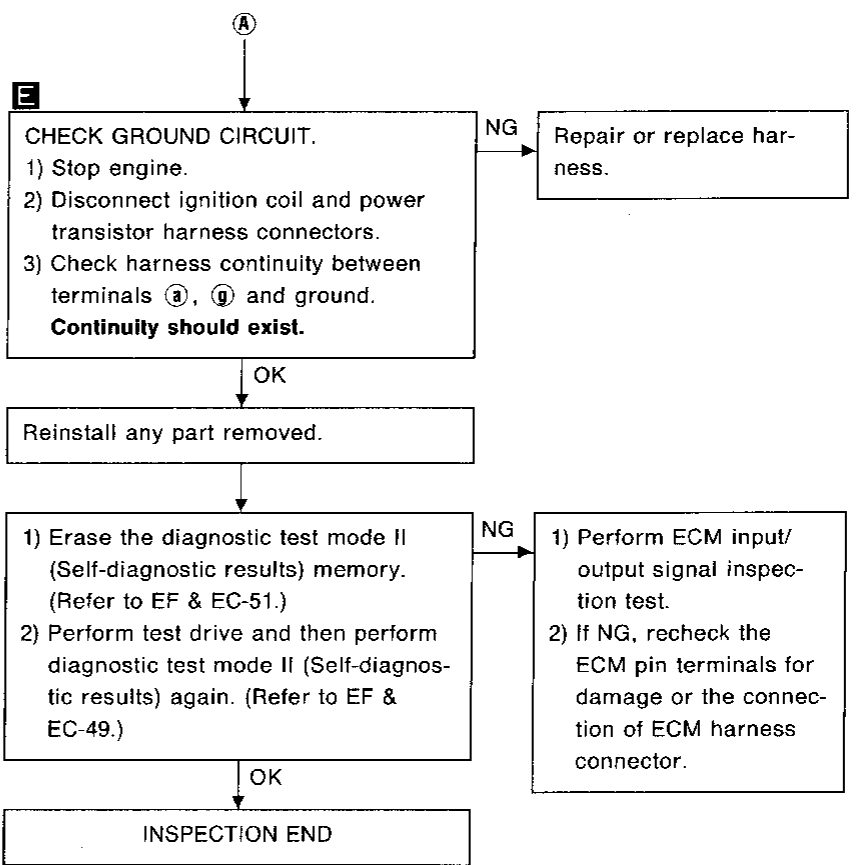 Ⓐ
E
CHECK GROUND CIRCUIT.
1) Stop engine.
2) Disconnect ignition coil and power
transistor harness connectors.
3) Check harness continuity between
terminals ⓐ, ⓖ and ground.
Continuity should exist.
NG
Repair or replace har-
ness.
OK
Reinstall any part removed.
1) Erase the diagnostic test mode II
(Self-diagnostic results) memory.
(Refer to EF & EC-51.)
2) Perform test drive and then perform
diagnostic test mode II (Self-diagnos-
tic results) again. (Refer to EF &
EC-49.)
NG
1) Perform ECM input/
output signal inspec-
tion test.
2) If NG, recheck the
ECM pin terminals for
damage or the connec-
tion of ECM harness
connector.
OK
INSPECTION END